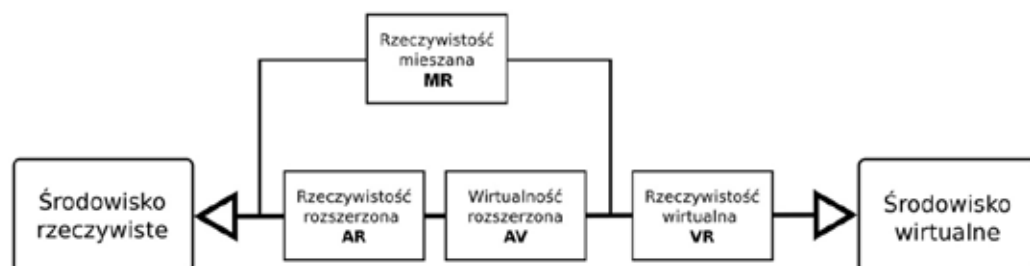 Rzeczywistość
mieszana
MR
Środowisko
rzeczywiste
Rzeczywistość
rozszerzona
AR
Wirtualność
rozszerzona
AV
Rzeczywistość
wirtualna
VR
Środowisko
wirtualne